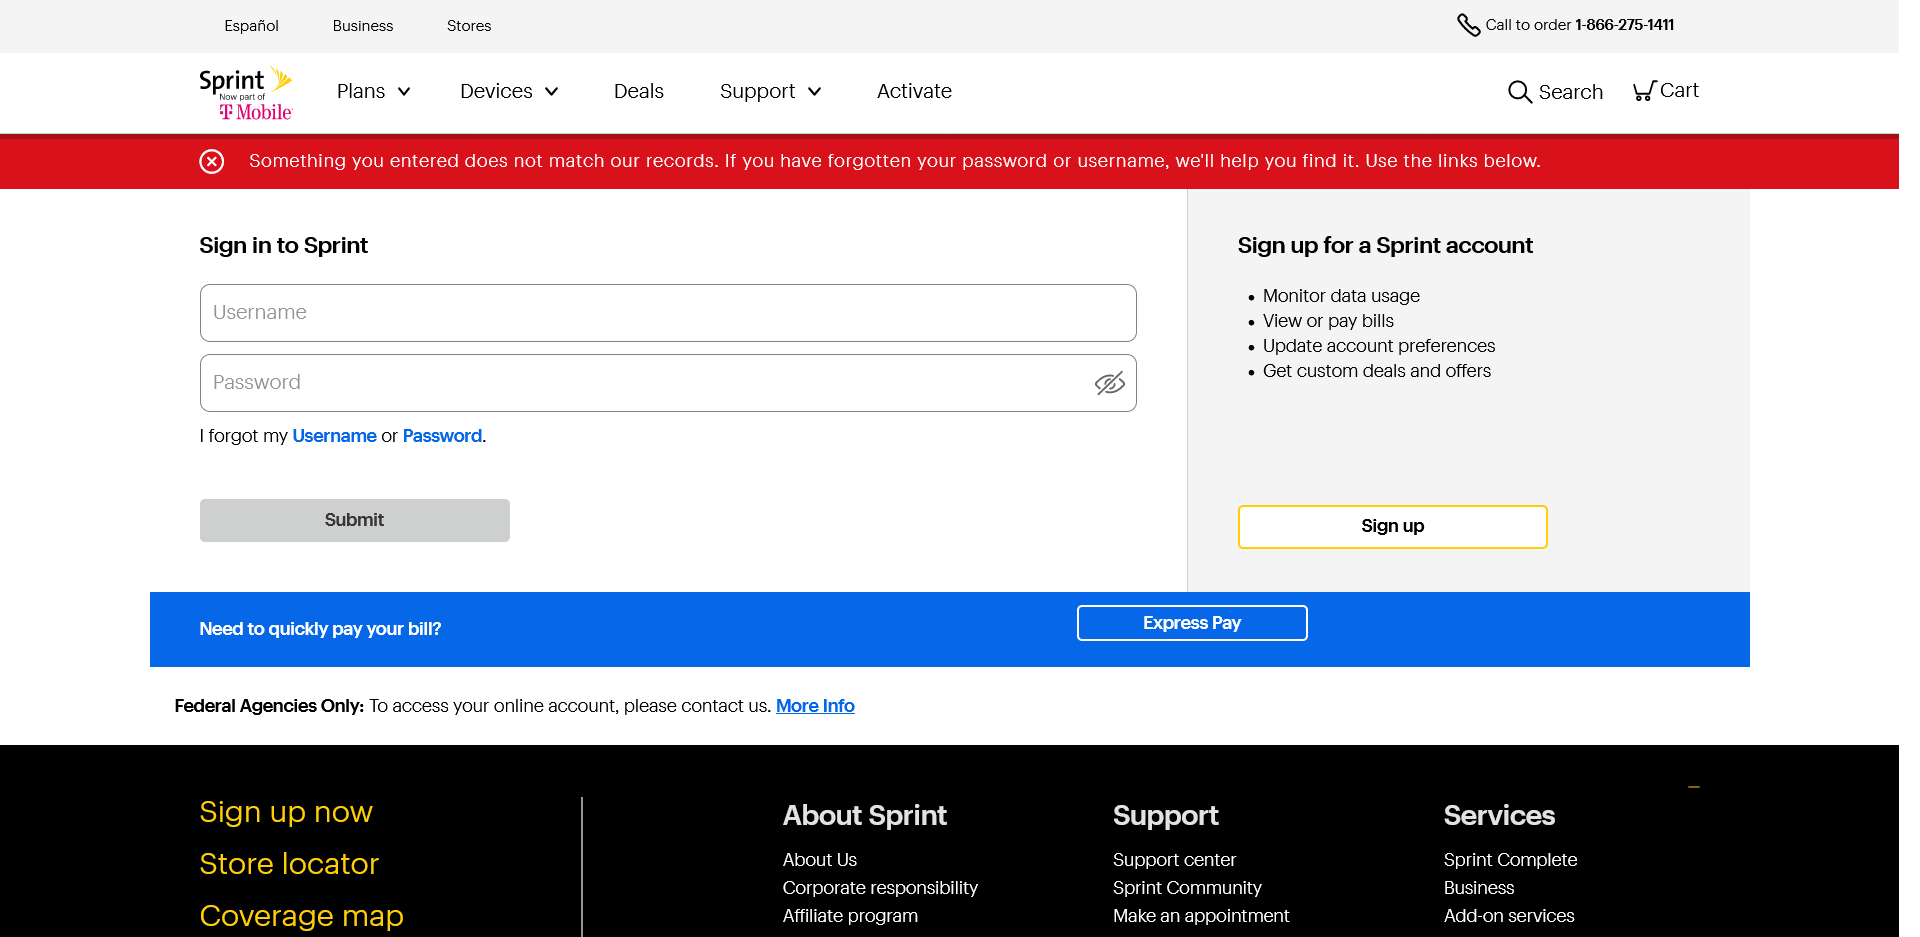 Español Business Stores Call to order 1-866-275-1411
Sprint
Now part of
T Mobile
Plans Devices Deals Support Activate Search Cart
Something you entered does not match our records. If you have forgotten your password or username, we'll help you find it. Use the links below.
Sign in to Sprint
Username
Password
I forgot my Username or Password.
Submit
Sign up for a Sprint account
Monitor data usage
View or pay bills
Update account preferences
Get custom deals and offers
Sign up
Need to quickly pay your bill? Express Pay
Federal Agencies Only: To access your online account, please contact us. More Info
Sign up now
Store locator
Coverage map
About Sprint
About Us
Corporate responsibility
Affiliate program
Support
Support center
Sprint Community
Make an appointment
Services
Sprint Complete
Business
Add-on services